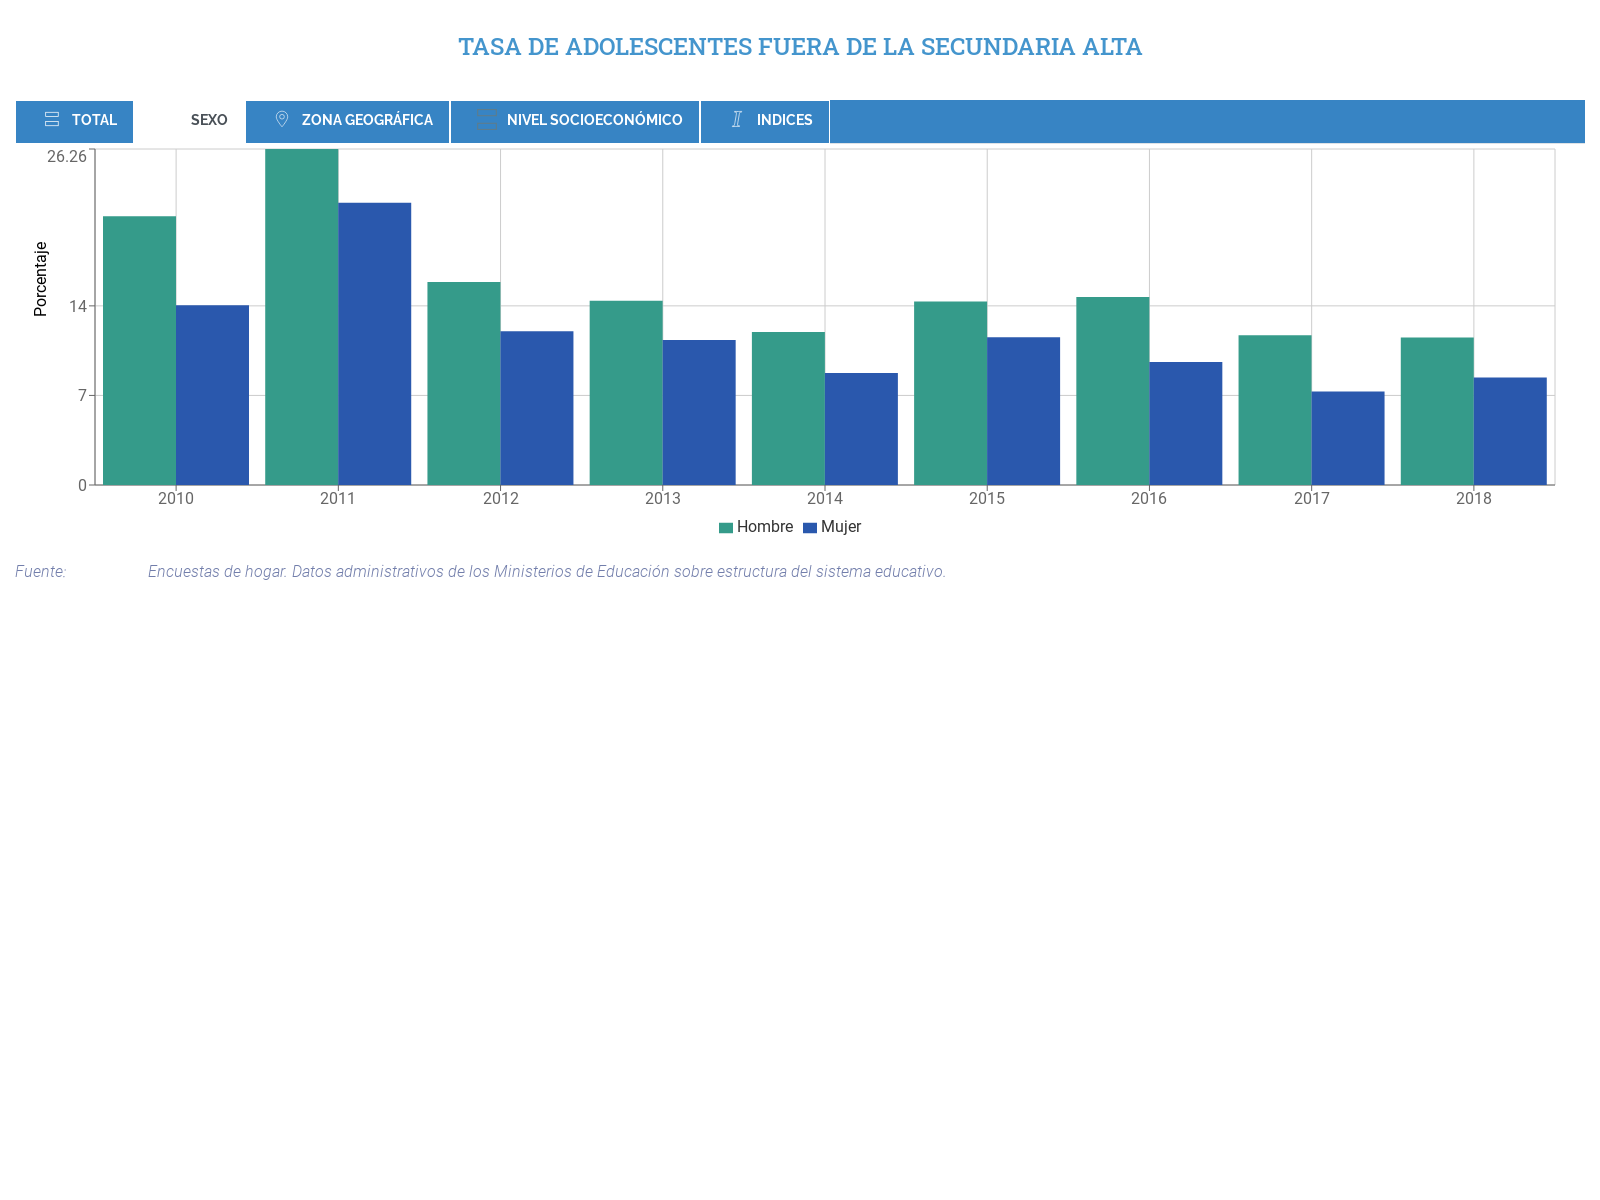 TASA DE ADOLESCENTES FUERA DE LA SECUNDARIA ALTA
TOTAL SEXO ZONA GEOGRÁFICA NIVEL SOCIOECONÓMICO INDICES
26.26
14
7
0
Porcentaje
2010 2011 2012 2013 2014 2015 2016 2017 2018
Hombre Mujer
Fuente: Encuestas de hogar. Datos administrativos de los Ministerios de Educación sobre estructura del sistema educativo.